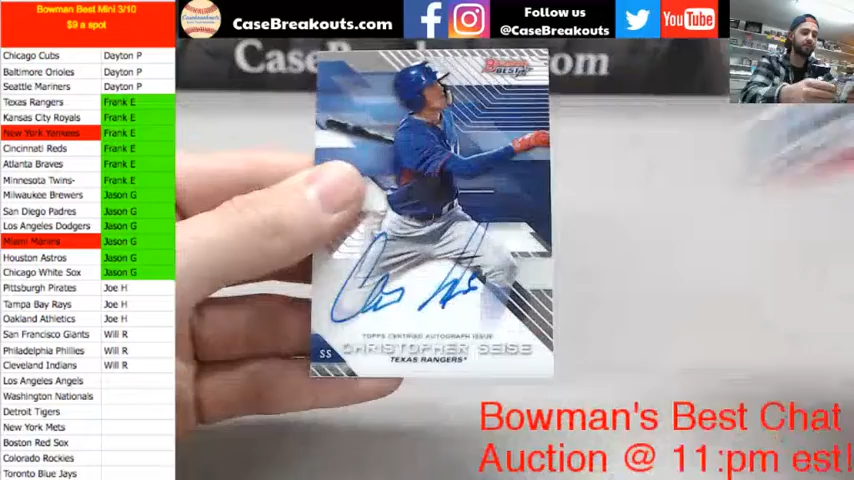 Bowman Best Mini 3/10
$9 a spot
Chicago Cubs Dayton P
Baltimore Orioles Dayton P
Seattle Mariners Dayton P
Texas Rangers Frank E
Kansas City Royals Frank E
New York Yankees Frank E
Cincinnati Reds Frank E
Atlanta Braves Frank E
Minnesota Twins- Frank E
Milwaukee Brewers Jason G
San Diego Padres Jason G
Los Angeles Dodgers Jason G
Miami Marlins Jason G
Houston Astros Jason G
Chicago White Sox Jason G
Pittsburgh Pirates Joe H
Tampa Bay Rays Joe H
Oakland Athletics Joe H
San Francisco Giants Will R
Philadelphia Phillies Will R
Cleveland Indians Will R
Los Angeles Angels
Washington Nationals
Detroit Tigers
New York Mets
Boston Red Sox
Colorado Rockies
Toronto Blue Jays
CaseBreakouts.com
Follow us
@CaseBreakouts
YouTube
Case .com
BOWMAN'S
BEST
TOPPS CERTIFIED AUTOGRAPH ISSUE
SS CHRISTOPHER SEISE
TEXAS RANGERS
Bowman's Best Chat
Auction @ 11:pm est!